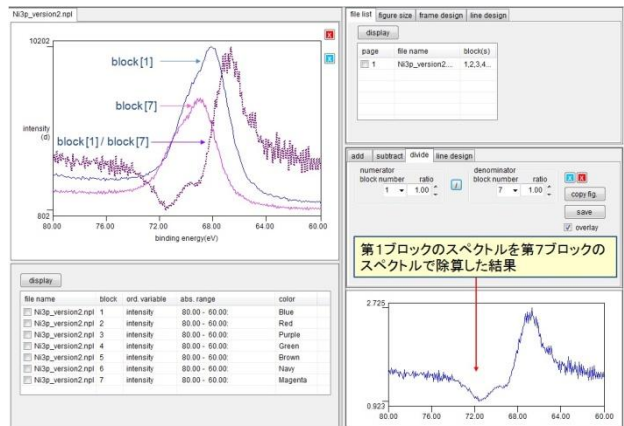 Ni3p_version2.npl
10202
block[1]
block[7]
block[1] / block[7]
intensity
(d)
802
80.00 76.00 72.00 68.00 64.00 60.00
binding energy(eV)
display
file name block ord. variable abs. range color
Ni3p_version2.npl 1 intensity 80.00 - 60.00: Blue
Ni3p_version2.npl 2 intensity 80.00 - 60.00: Red
Ni3p_version2.npl 3 intensity 80.00 - 60.00: Purple
Ni3p_version2.npl 4 intensity 80.00 - 60.00: Green
Ni3p_version2.npl 5 intensity 80.00 - 60.00: Brown
Ni3p_version2.npl 6 intensity 80.00 - 60.00: Navy
Ni3p_version2.npl 7 intensity 80.00 - 60.00: Magenta
file list figure size frame design line design
display
page file name block(s)
1 Ni3p_version2... 1,2,3,4...
add subtract divide line design
numerator denominator
block number ratio block number ratio
1 1.00 / 7 1.00
copy fig.
save
overlay
第1ブロックのスペクトルを第7ブロックの
スペクトルで除算した結果
2.725
0.923
80.00 76.00 72.00 68.00 64.00 60.00